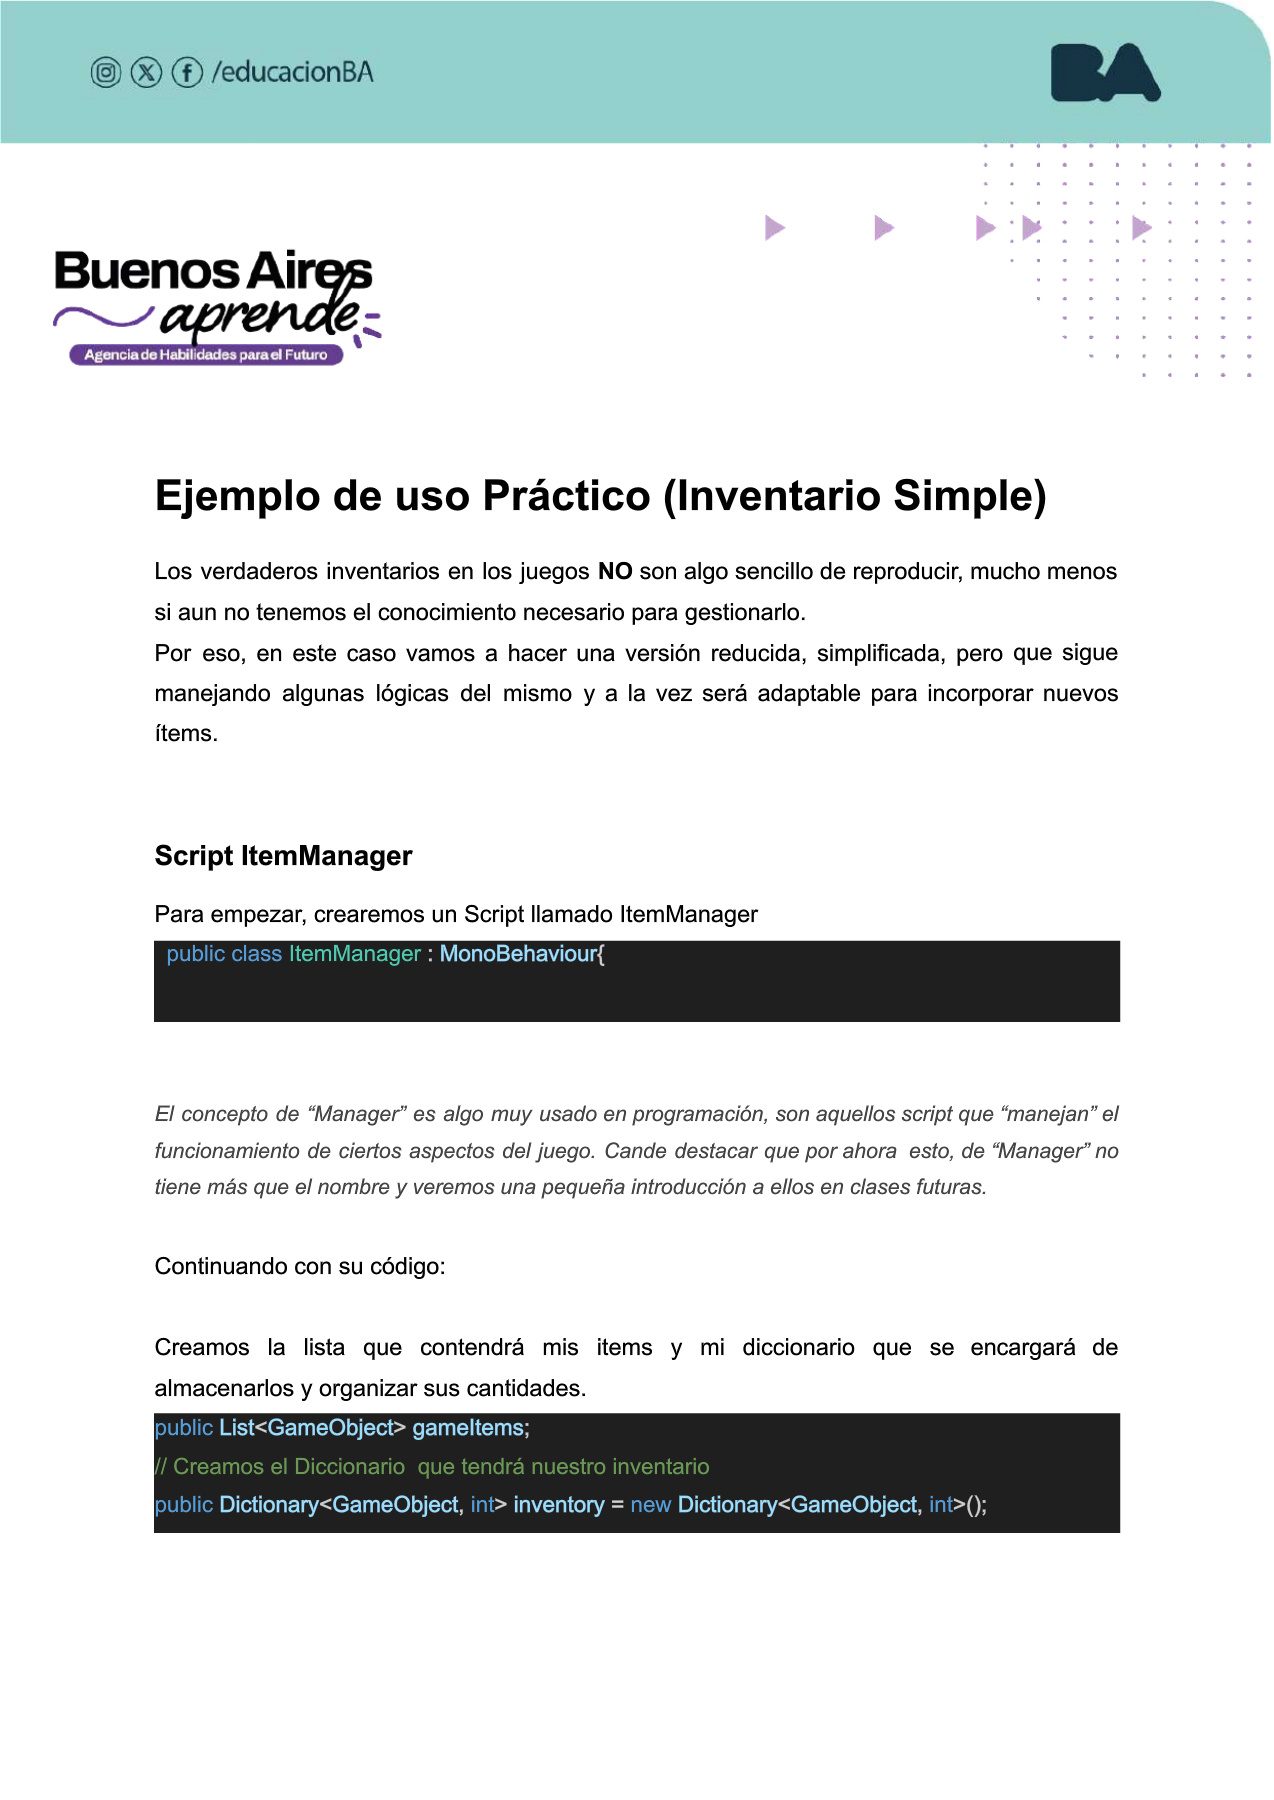 /educacionBA
BA
Buenos Aires
aprende
Agencia de Habilidades para el Futuro
Ejemplo de uso Práctico (Inventario Simple)
Los verdaderos inventarios en los juegos NO son algo sencillo de reproducir, mucho menos
si aun no tenemos el conocimiento necesario para gestionarlo.
Por eso, en este caso vamos a hacer una versión reducida, simplificada, pero que sigue
manejando algunas lógicas del mismo y a la vez será adaptable para incorporar nuevos
ítems.
Script ItemManager
Para empezar, crearemos un Script llamado ItemManager
public class ItemManager : MonoBehaviour{
El concepto de “Manager” es algo muy usado en programación, son aquellos script que “manejan” el
funcionamiento de ciertos aspectos del juego. Cande destacar que por ahora  esto, de “Manager” no
tiene más que el nombre y veremos una pequeña introducción a ellos en clases futuras.
Continuando con su código:
Creamos la lista que contendrá mis items y mi diccionario que se encargará de
almacenarlos y organizar sus cantidades.
public List<GameObject> gameItems;
// Creamos el Diccionario  que tendrá nuestro inventario
public Dictionary<GameObject, int> inventory = new Dictionary<GameObject, int>();